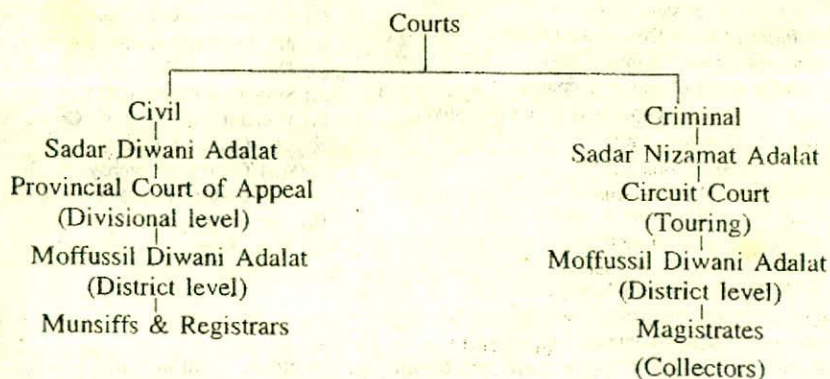 Courts
Civil
Sadar Diwani Adalat
Provincial Court of Appeal
(Divisional level)
Moffussil Diwani Adalat
(District level)
Munsiffs & Registrars
Criminal
Sadar Nizamat Adalat
Circuit Court
(Touring)
Moffussil Diwani Adalat
(District level)
Magistrates
(Collectors)